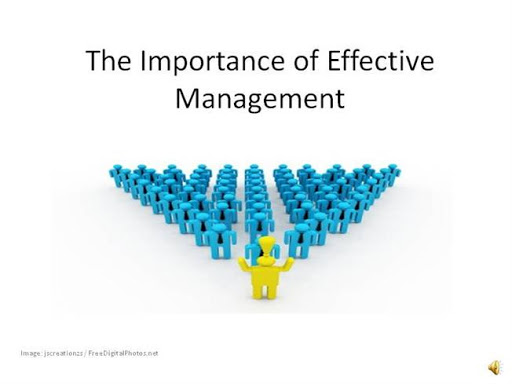 The Importance of Effective
Management
Image: jscreationzs / FreeDigitalPhotos.net